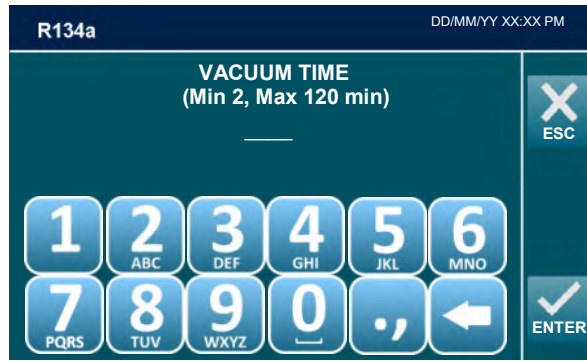 R134a
DD/MM/YY XX:XX PM
VACUUM TIME
(Min 2, Max 120 min)
ESC
1 2 3 4 5 6
ABC DEF GHI JKL MNO
7 8 9 0 .,
PQRS TUV WXYZ
ENTER